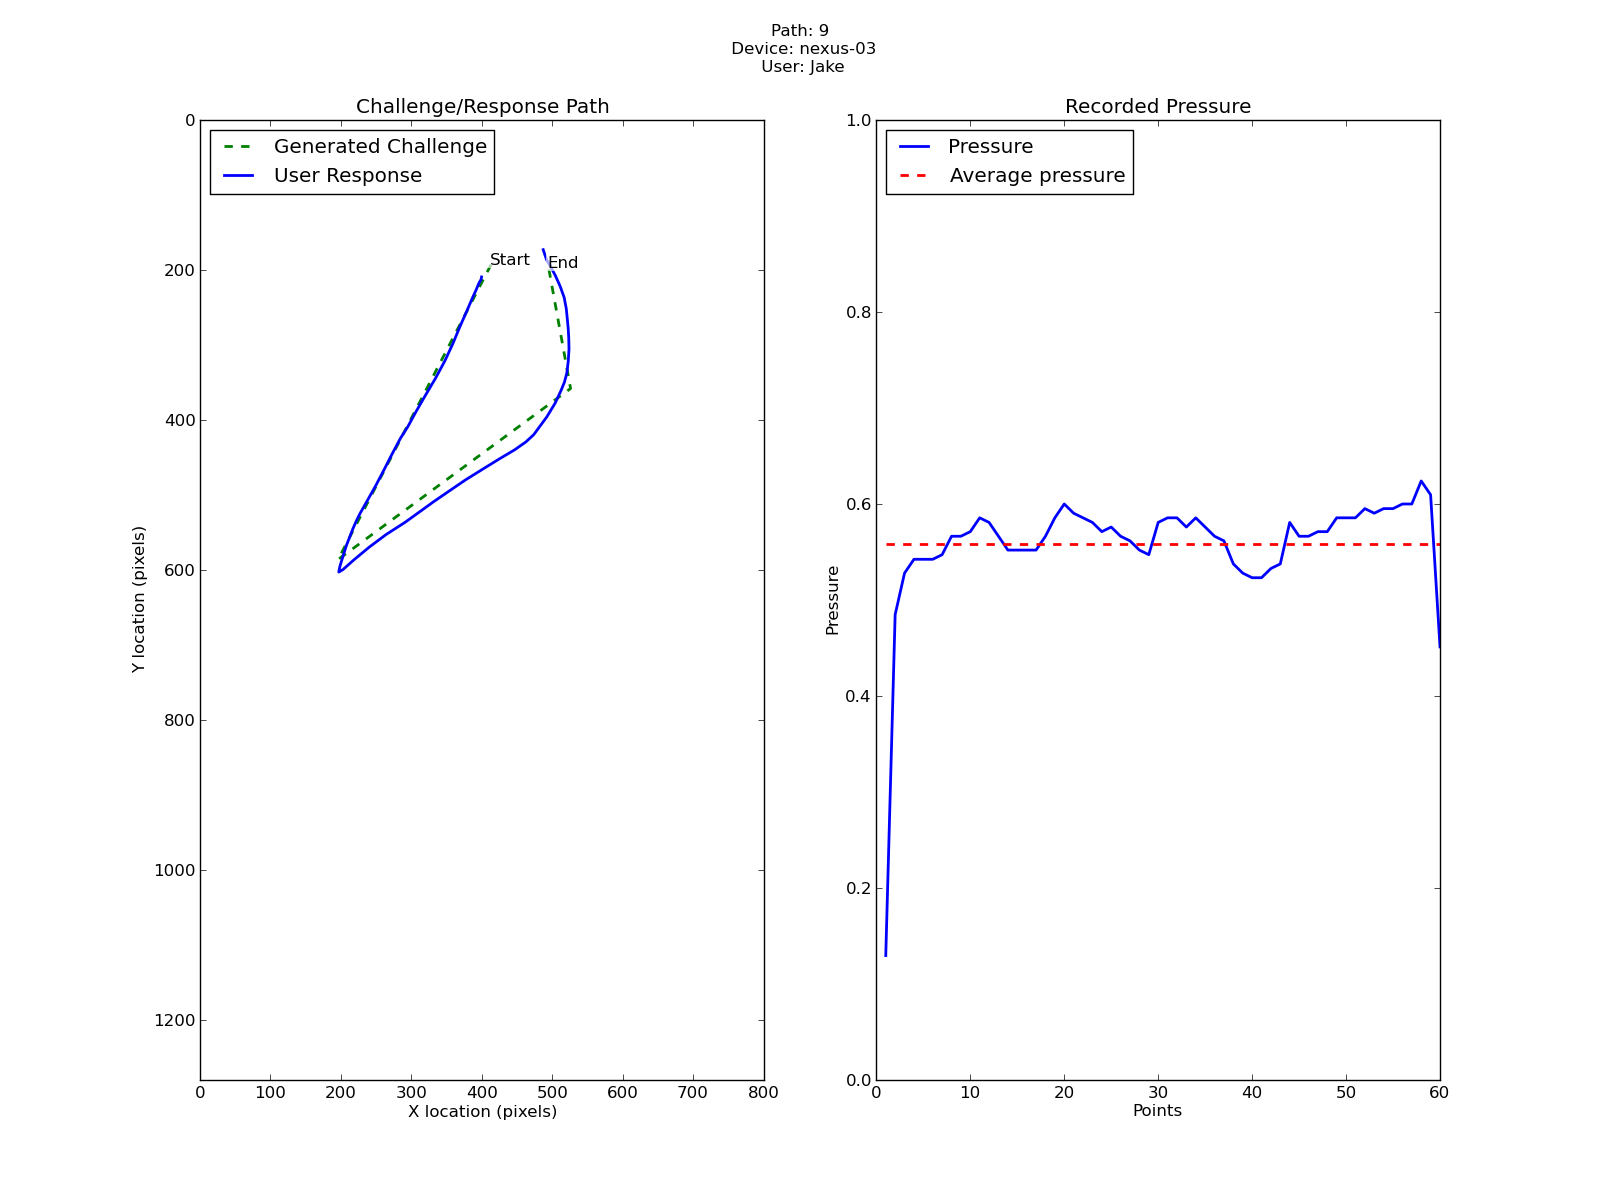 Path: 9
Device: nexus-03
User: Jake
Challenge/Response Path
Generated Challenge
User Response
Start
End
0
200
400
600
800
1000
1200
Y location (pixels)
0 100 200 300 400 500 600 700 800
X location (pixels)
Recorded Pressure
Pressure
Average pressure
1.0
0.8
0.6
0.4
0.2
0.0
Pressure
0 10 20 30 40 50 60
Points